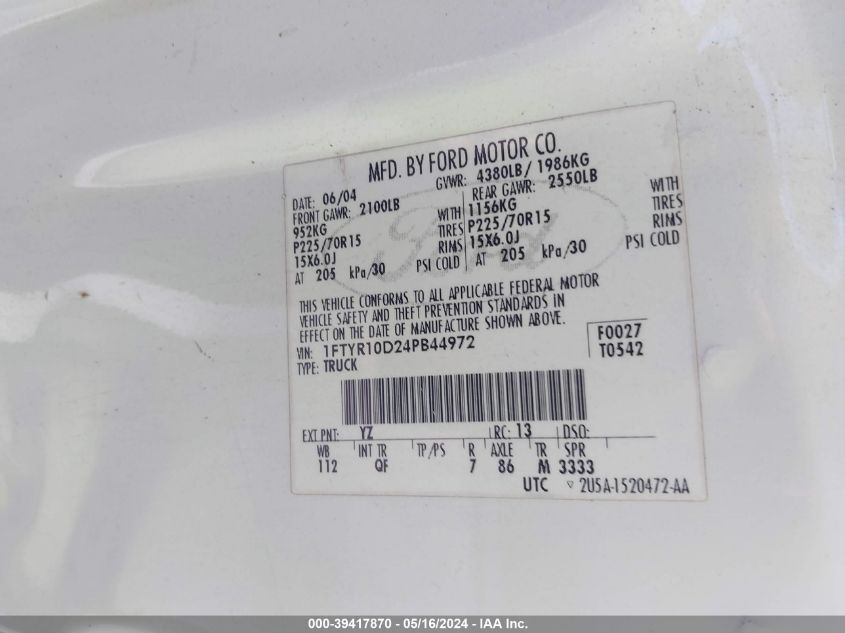 MFD. BY FORD MOTOR CO.
DATE: 06/04 GVWR: 4380LB/ 1986KG
FRONT GAWR: 2100LB REAR GAWR: 2550LB
952KG WITH 1156KG WITH
P225/70R15 TIRES P225/70R15 TIRES
15X6.0J RIMS 15X6.0J RIMS
AT 205 kPa/30 PSI COLD AT 205 kPa/30 PSI COLD
Ford
THIS VEHICLE CONFORMS TO ALL APPLICABLE FEDERAL MOTOR
VEHICLE SAFETY AND THEFT PREVENTION STANDARDS IN
EFFECT ON THE DATE OF MANUFACTURE SHOWN ABOVE.
VIN: 1FTYR10D24PB44972 F0027
TYPE: TRUCK T0542
EXT PNT: YZ RC: 13 DSO:
WB INT TR TP/PS R AXLE TR SPR
112 QF 7 86 M 3333
UTC ▽ 2U5A-1520472-AA
000-39417870 - 05/16/2024 - IAA Inc.